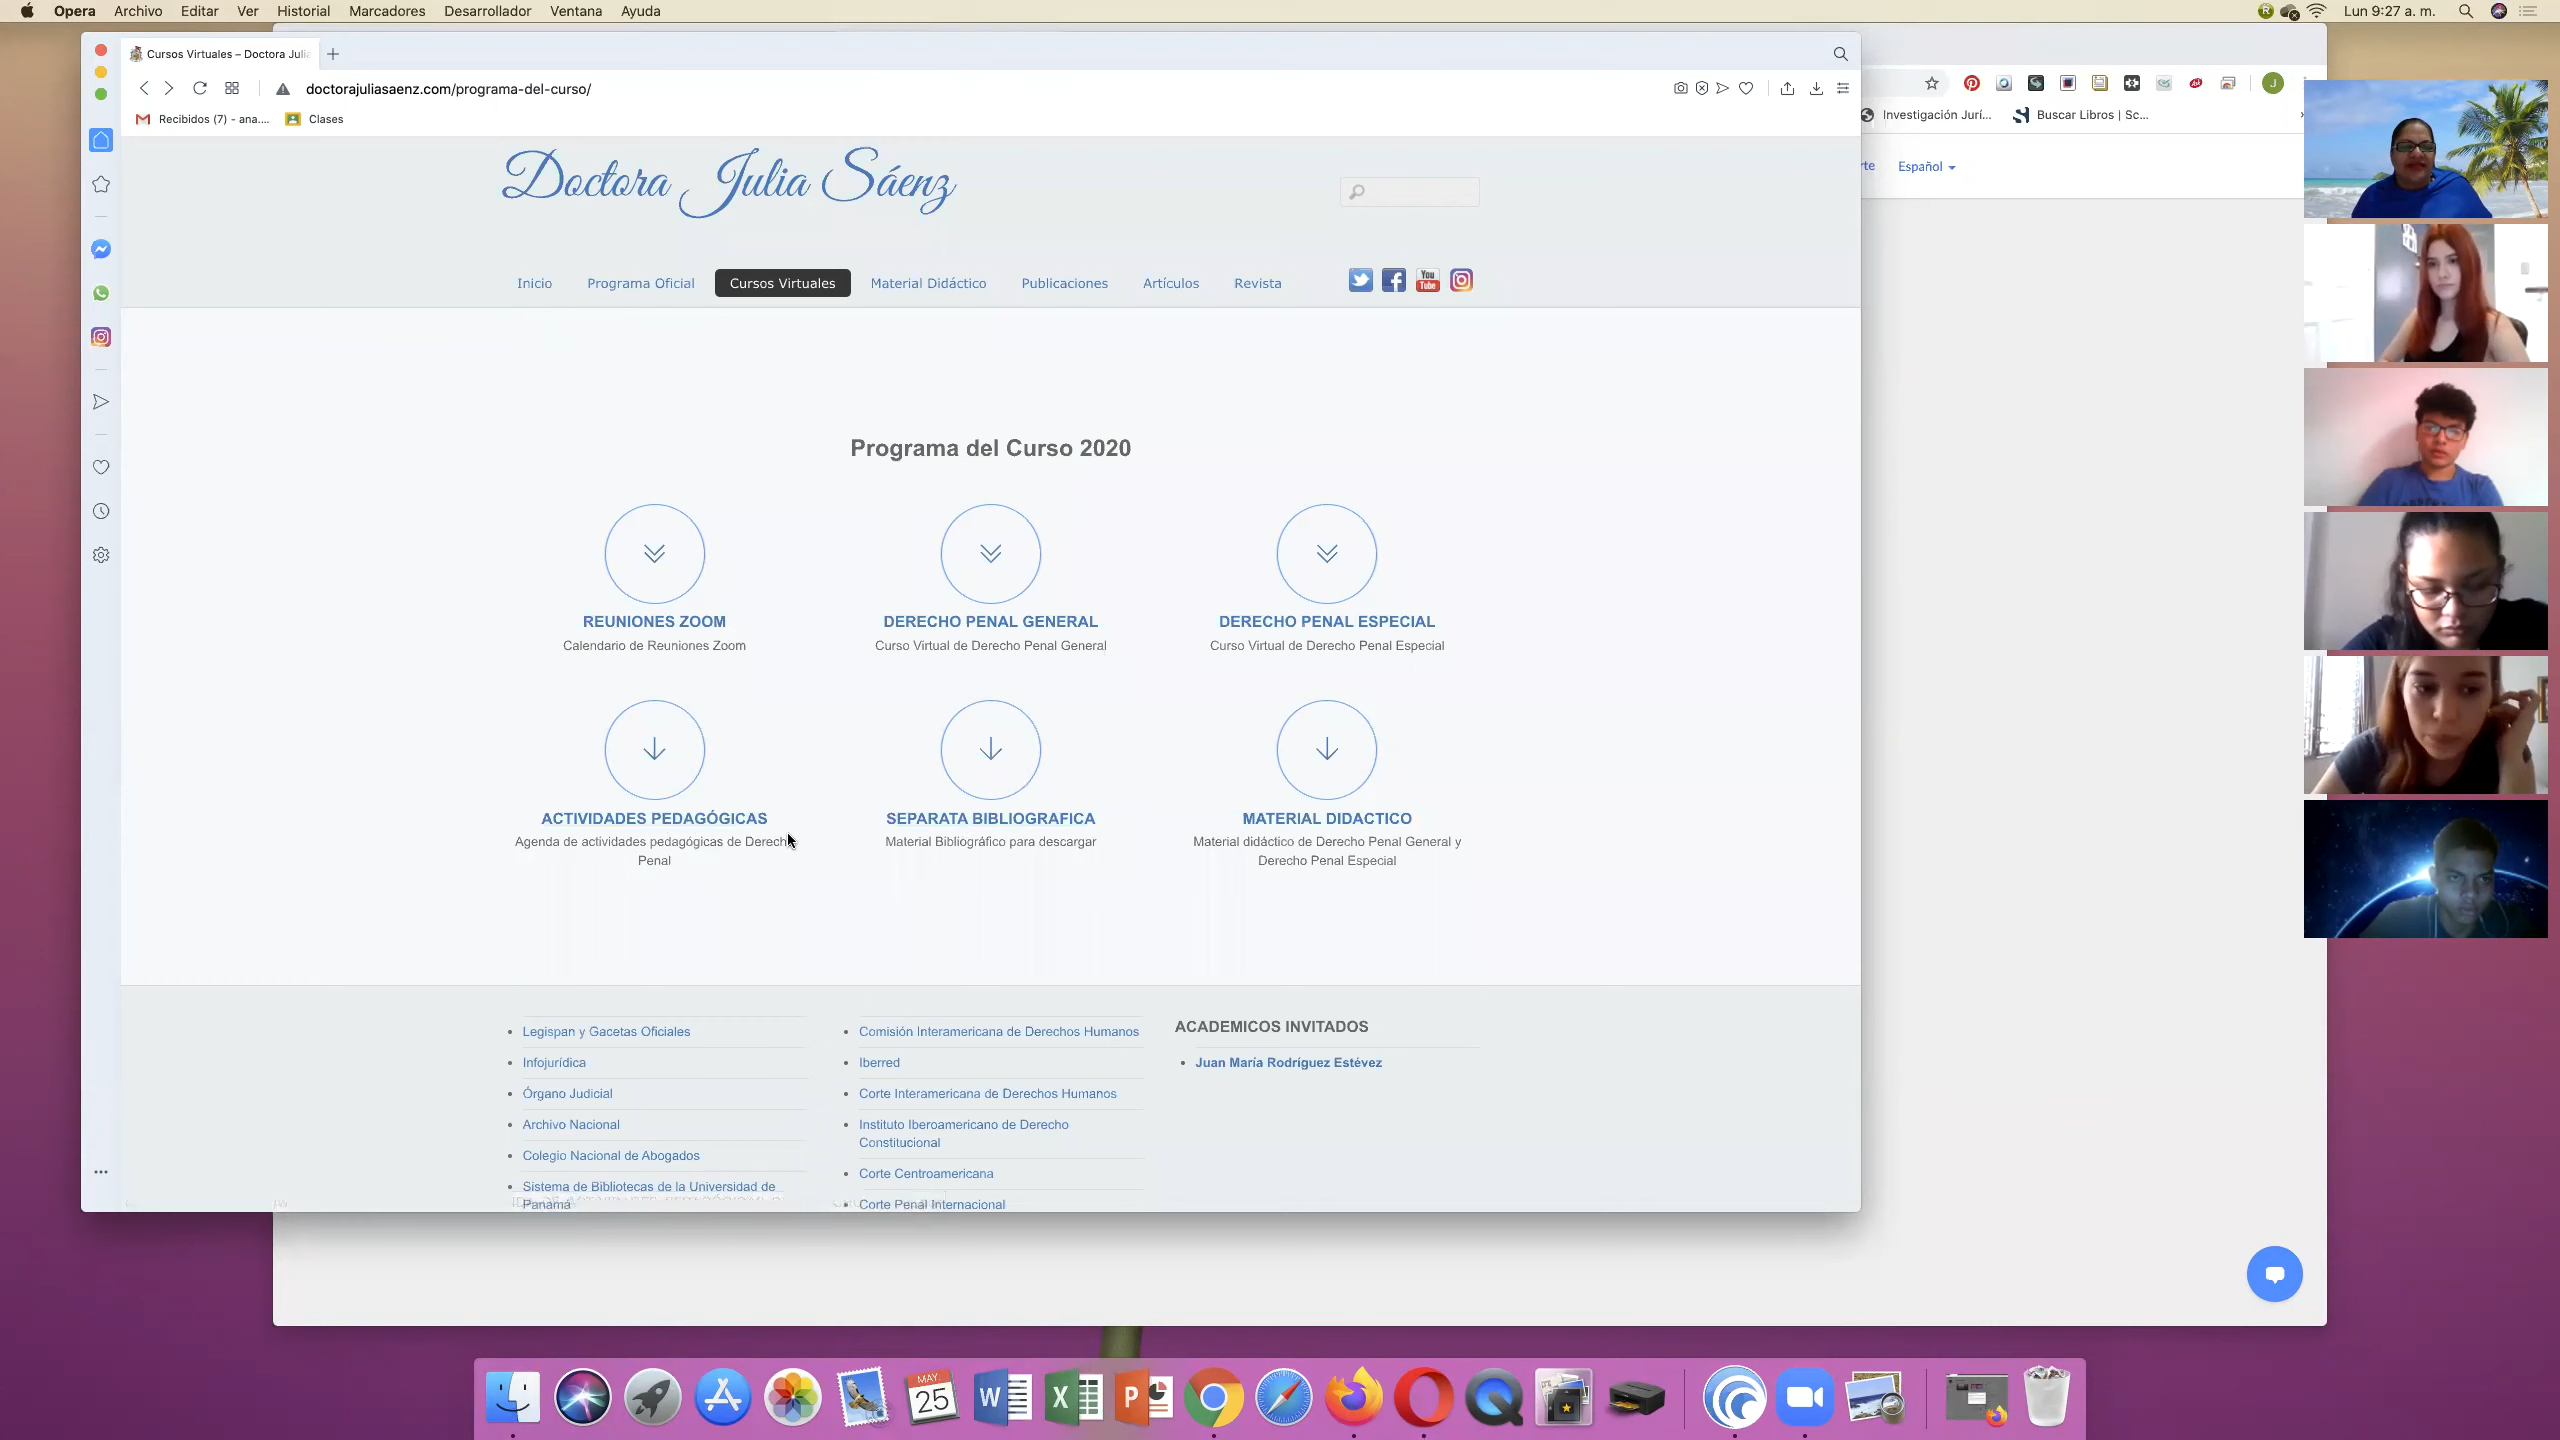 Opera Archivo Editar Ver Historial Marcadores Desarrollador Ventana Ayuda
Lun 9:27 a. m.
Cursos Virtuales – Doctora Juli
doctorajuliasaenz.com/programa-del-curso/
Recibidos (7) - ana....
Clases
Investigación Jurí...
Buscar Libros | Sc...
J
rte
Español
Doctora Julia Sáenz
Inicio
Programa Oficial
Cursos Virtuales
Material Didáctico
Publicaciones
Artículos
Revista
You
Tube
Programa del Curso 2020
REUNIONES ZOOM
Calendario de Reuniones Zoom
DERECHO PENAL GENERAL
Curso Virtual de Derecho Penal General
DERECHO PENAL ESPECIAL
Curso Virtual de Derecho Penal Especial
ACTIVIDADES PEDAGÓGICAS
Agenda de actividades pedagógicas de Derecho
Penal
SEPARATA BIBLIOGRAFICA
Material Bibliográfico para descargar
MATERIAL DIDACTICO
Material didáctico de Derecho Penal General y
Derecho Penal Especial
Legispan y Gacetas Oficiales
Infojurídica
Órgano Judicial
Archivo Nacional
Colegio Nacional de Abogados
Sistema de Bibliotecas de la Universidad de
Panamá
Comisión Interamericana de Derechos Humanos
Iberred
Corte Interamericana de Derechos Humanos
Instituto Iberoamericano de Derecho
Constitucional
Corte Centroamericana
Corte Penal Internacional
ACADEMICOS INVITADOS
Juan María Rodríguez Estévez
MAY.
25
W
X
P